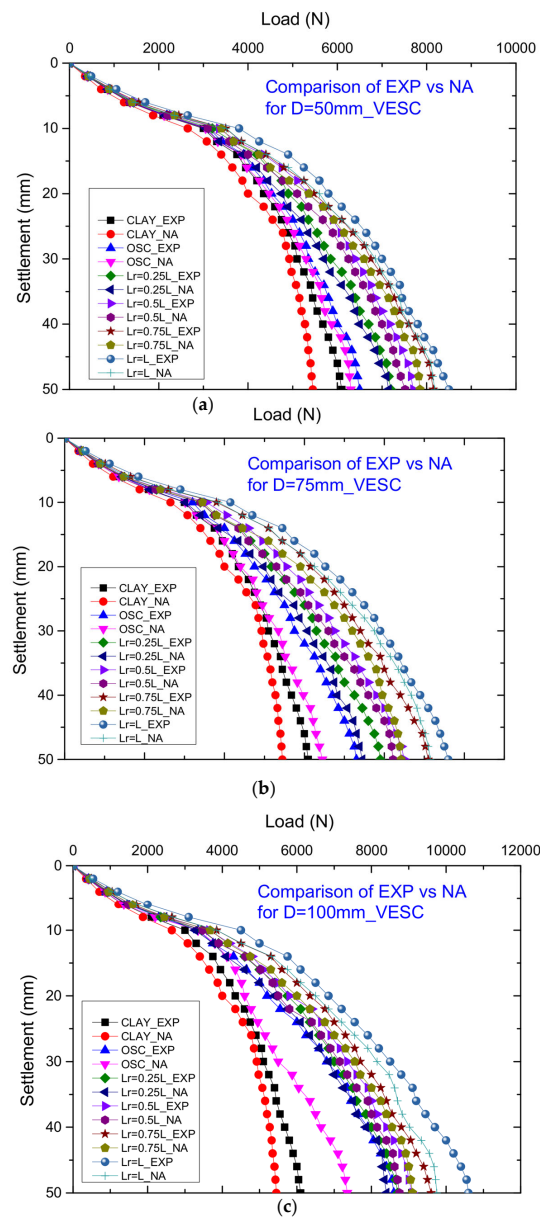 Load (N)
0 2000 4000 6000 8000 10000
0
10
20
30
40
50
Settlement (mm)
Comparison of EXP vs NA
for D=50mm_VESC
CLAY_EXP
CLAY_NA
OSC_EXP
OSC_NA
Lr=0.25L_EXP
Lr=0.25L_NA
Lr=0.5L_EXP
Lr=0.5L_NA
Lr=0.75L_EXP
Lr=0.75L_NA
Lr=L_EXP
Lr=L_NA
(a)
Load (N)
0
10
20
30
40
50
Settlement (mm)
Comparison of EXP vs NA
for D=75mm_VESC
CLAY_EXP
CLAY_NA
OSC_EXP
OSC_NA
Lr=0.25L_EXP
Lr=0.25L_NA
Lr=0.5L_EXP
Lr=0.5L_NA
Lr=0.75L_EXP
Lr=0.75L_NA
Lr=L_EXP
Lr=L_NA
(b)
Load (N)
0 2000 4000 6000 8000 10000 12000
0
10
20
30
40
50
Settlement (mm)
Comparison of EXP vs NA
for D=100mm_VESC
CLAY_EXP
CLAY_NA
OSC_EXP
OSC_NA
Lr=0.25L_EXP
Lr=0.25L_NA
Lr=0.5L_EXP
Lr=0.5L_NA
Lr=0.75L_EXP
Lr=0.75L_NA
Lr=L_EXP
Lr=L_NA
(c)